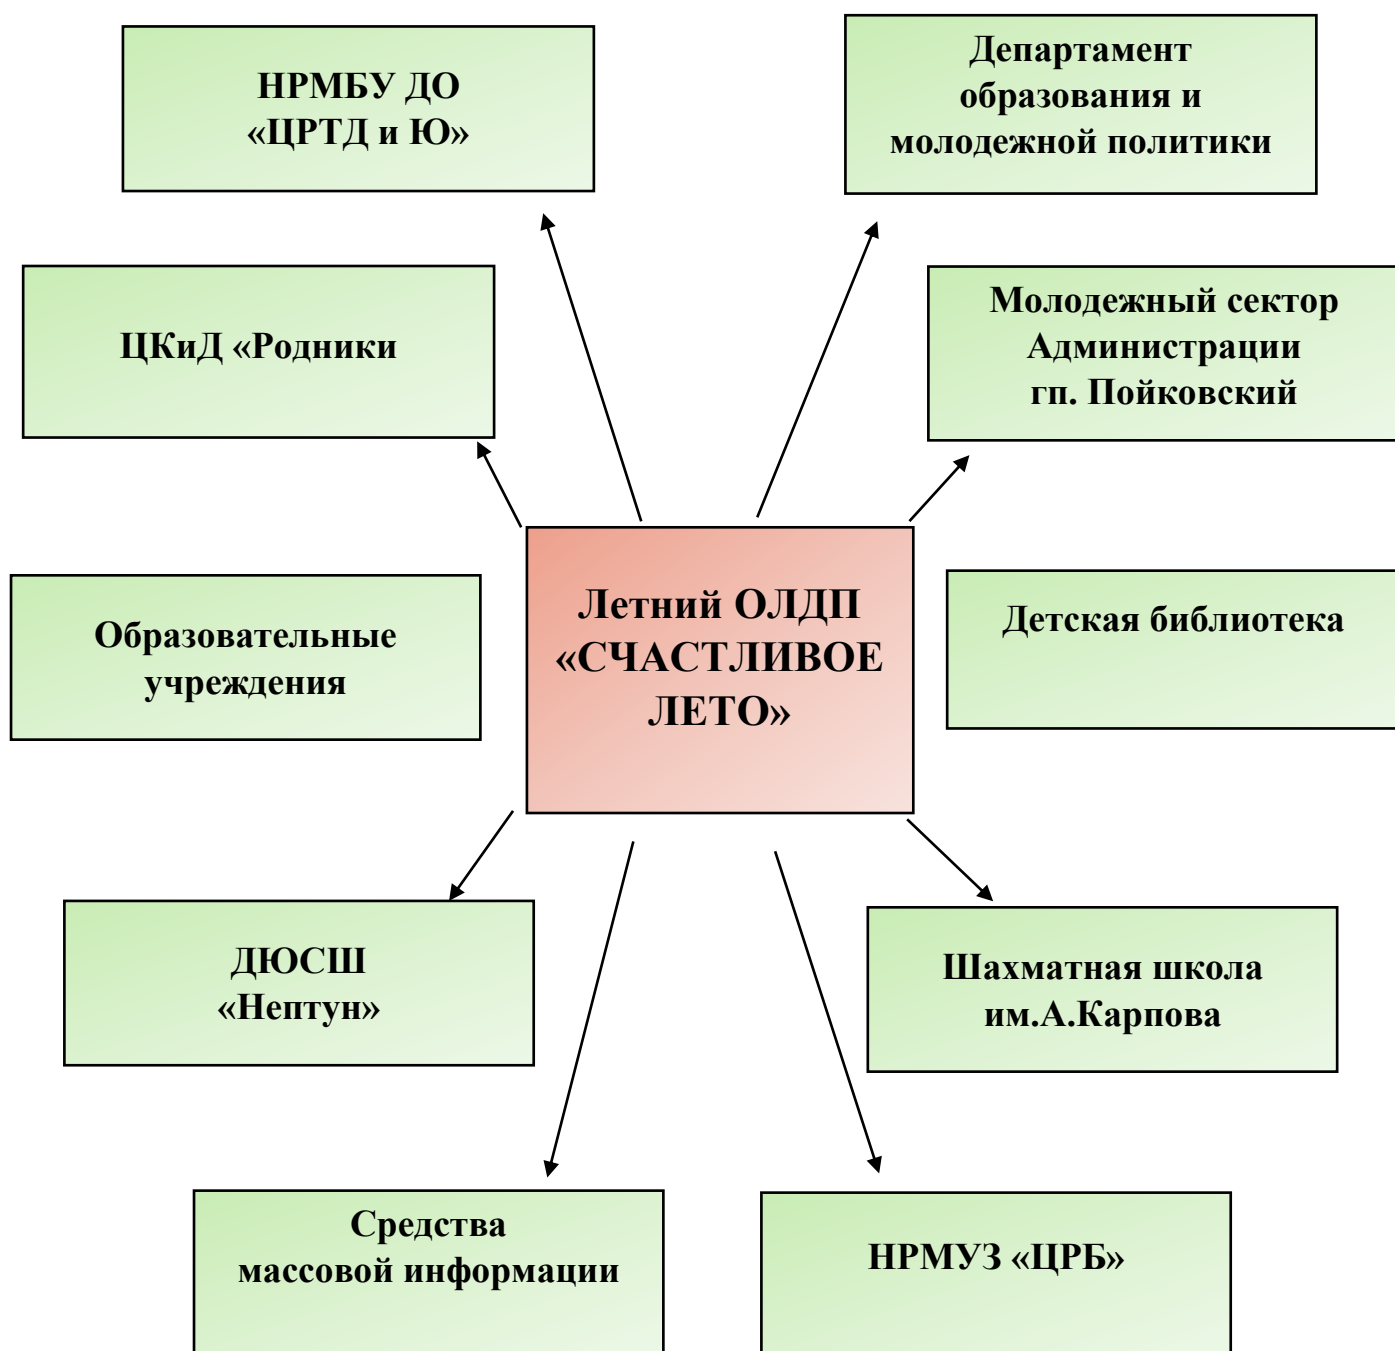 НРМБУ ДО
«ЦРТД и Ю»
Департамент
образования и
молодежной политики
ЦКиД «Родники
Молодежный сектор
Администрации
гп. Пойковский
Образовательные
учреждения
Летний ОЛДП
«СЧАСТЛИВОЕ
ЛЕТО»
Детская библиотека
ДЮСШ
«Нептун»
Шахматная школа
им.А.Карпова
Средства
массовой информации
НРМУЗ «ЦРБ»